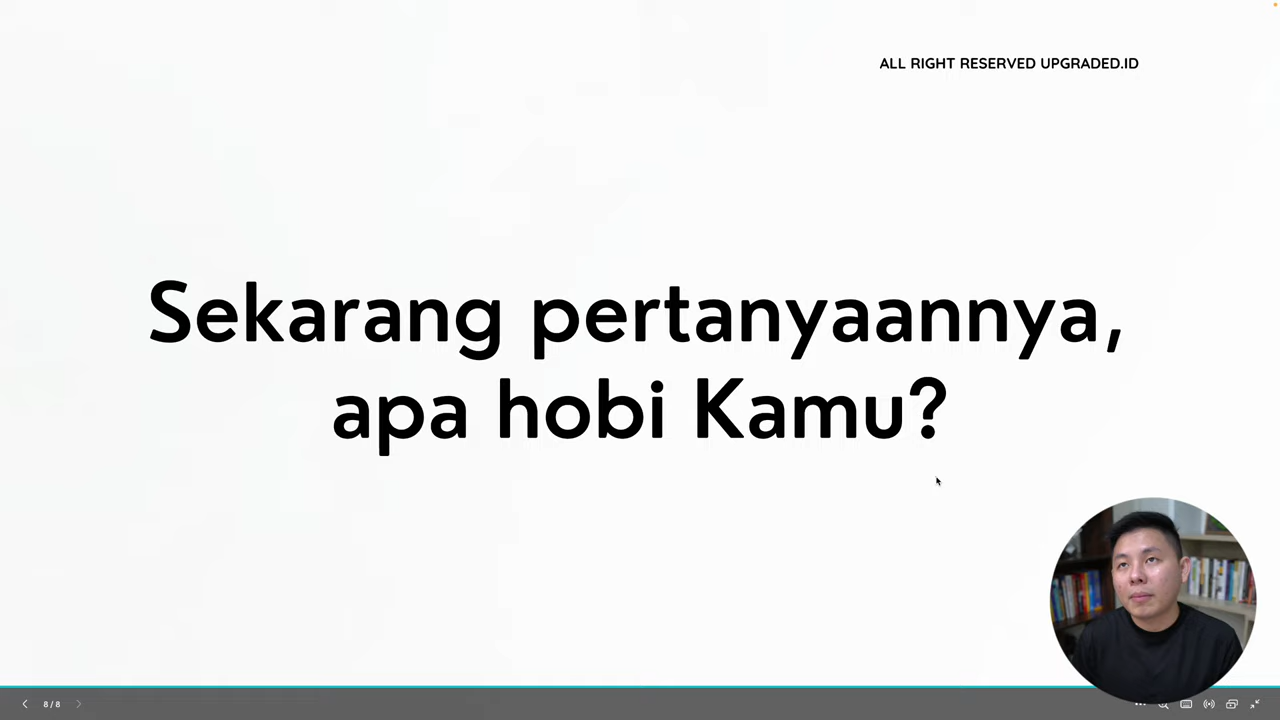 ALL RIGHT RESERVED UPGRADED.ID
Sekarang pertanyaannya,
apa hobi Kamu?
8 / 8